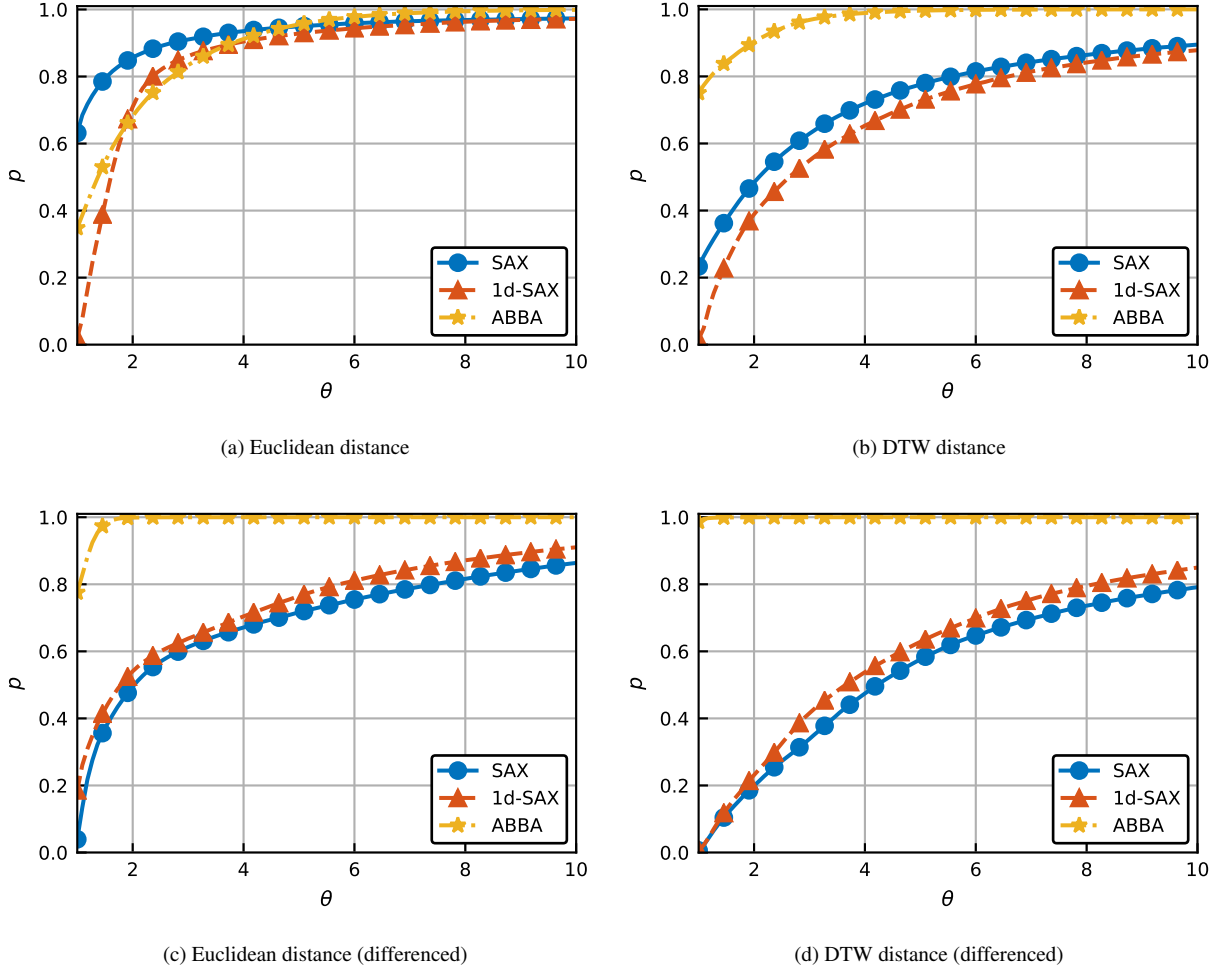 1.0
0.8
0.6
0.4
0.2
0.0
p
2
4
6
8
10
θ
SAX
1d-SAX
ABBA
(a) Euclidean distance
1.0
0.8
0.6
0.4
0.2
0.0
p
2
4
6
8
10
θ
SAX
1d-SAX
ABBA
(b) DTW distance
1.0
0.8
0.6
0.4
0.2
0.0
p
2
4
6
8
10
θ
SAX
1d-SAX
ABBA
(c) Euclidean distance (differenced)
1.0
0.8
0.6
0.4
0.2
0.0
p
2
4
6
8
10
θ
SAX
1d-SAX
ABBA
(d) DTW distance (differenced)